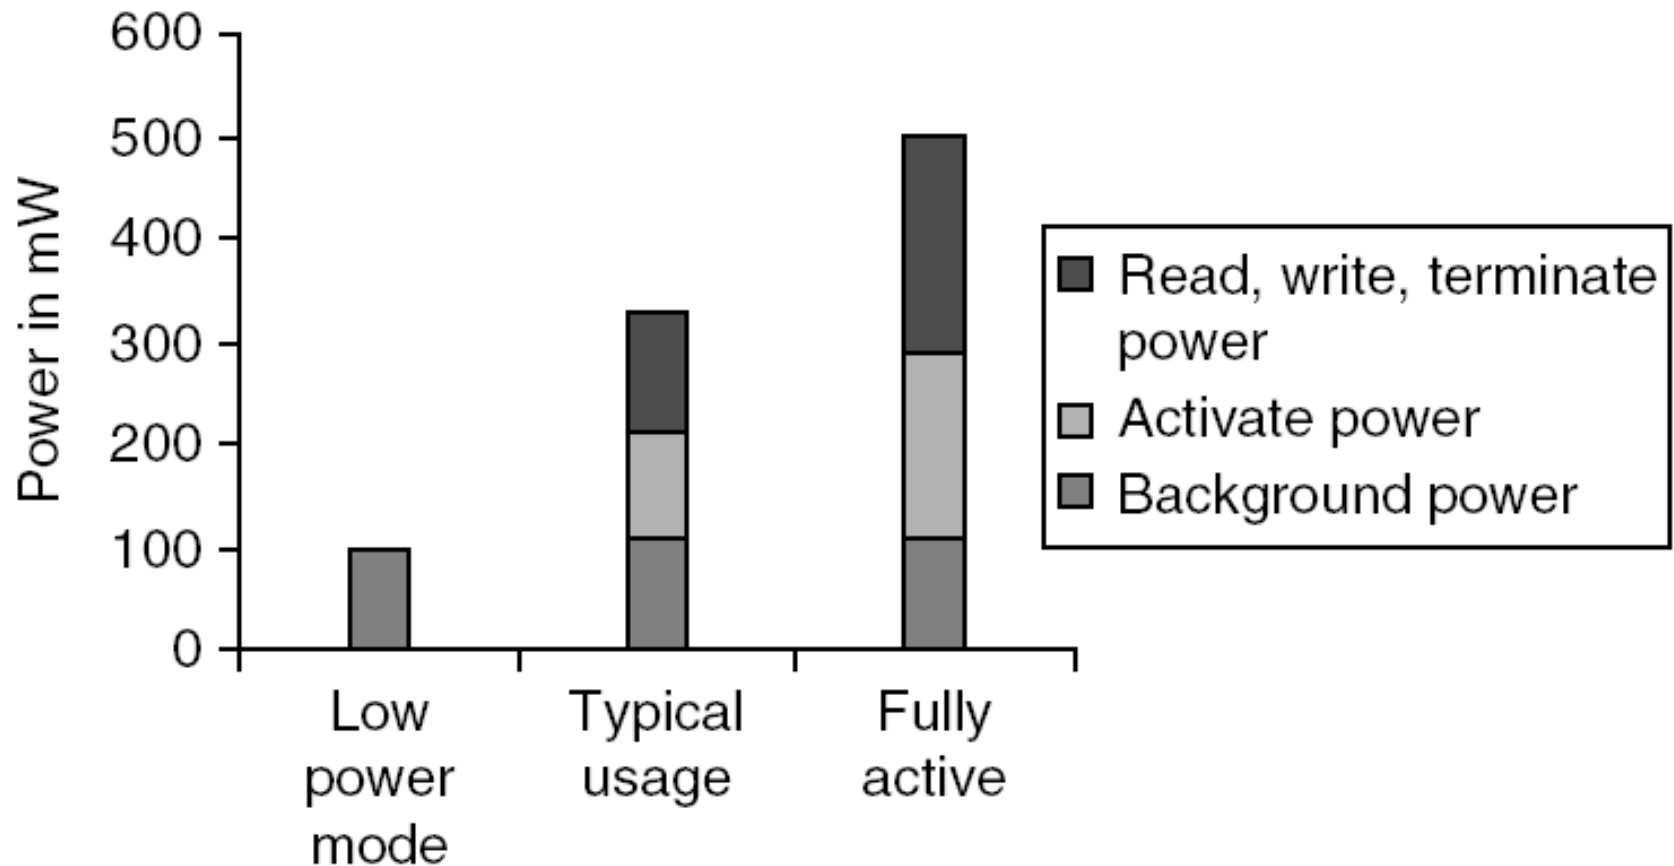 Power in mW
600
500
400
300
200
100
0
Low
power
mode
Typical
usage
Fully
active
Read, write, terminate
power
Activate power
Background power